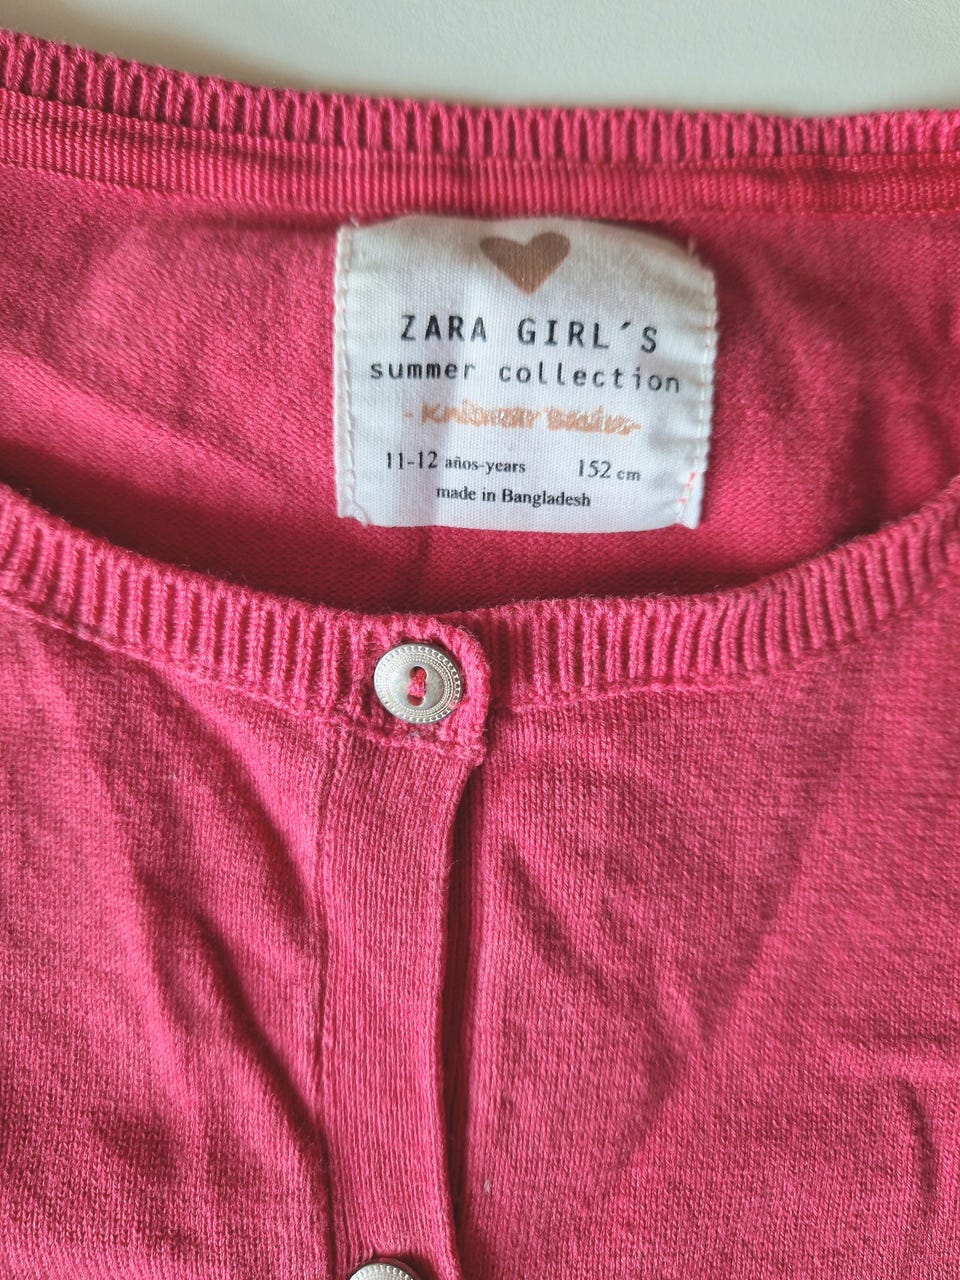 ZARA GIRL´S
summer collection
11-12 años-years 152 cm
made in Bangladesh